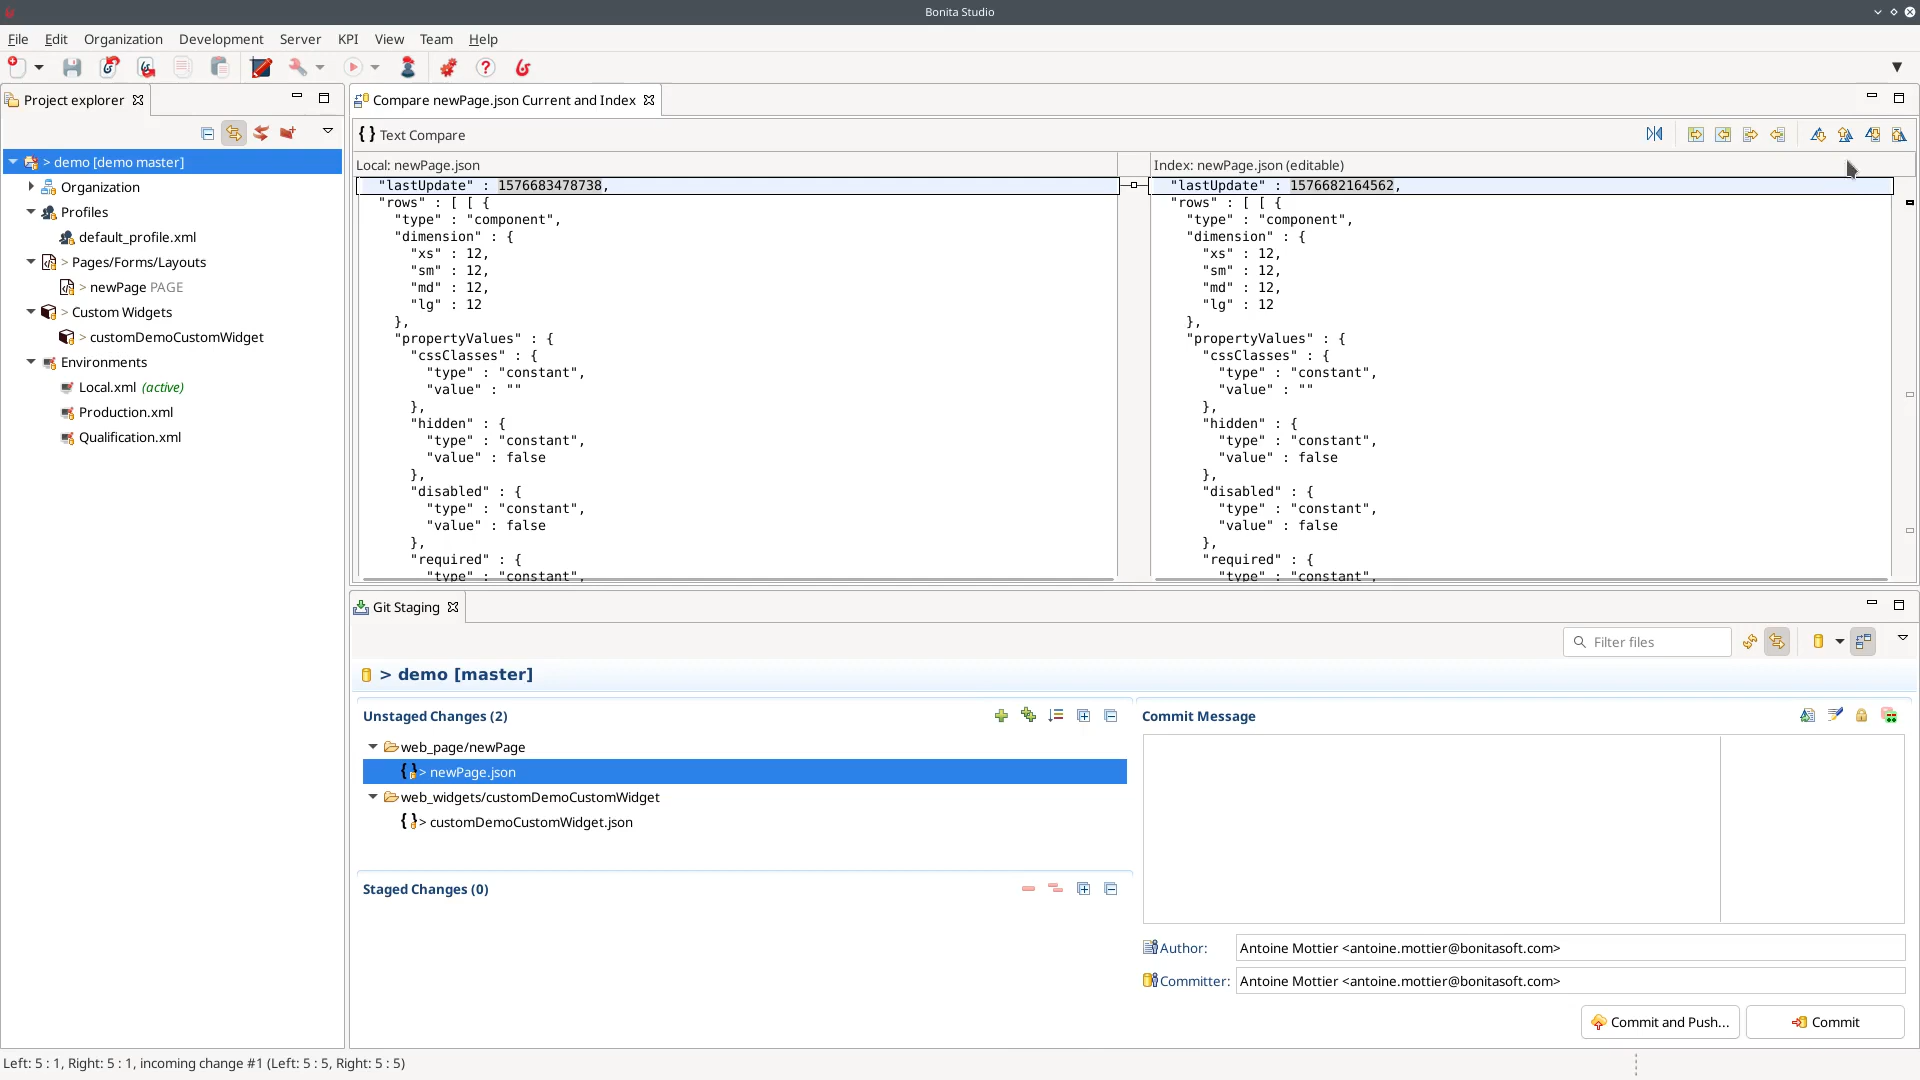 Bonita Studio
File Edit Organization Development Server KPI View Team Help
Project explorer
> demo [demo master]
Organization
Profiles
default_profile.xml
> Pages/Forms/Layouts
> newPage PAGE
> Custom Widgets
> customDemoCustomWidget
Environments
Local.xml (active)
Production.xml
Qualification.xml
Compare newPage.json Current and Index
{ } Text Compare
Local: newPage.json
"lastUpdate" : 1576683478738,
"rows" : [ [ {
"type" : "component",
"dimension" : {
"xs" : 12,
"sm" : 12,
"md" : 12,
"lg" : 12
},
"propertyValues" : {
"cssClasses" : {
"type" : "constant",
"value" : ""
},
"hidden" : {
"type" : "constant",
"value" : false
},
"disabled" : {
"type" : "constant",
"value" : false
},
"required" : {
"type" : "constant",
Index: newPage.json (editable)
"lastUpdate" : 1576682164562,
"rows" : [ [ {
"type" : "component",
"dimension" : {
"xs" : 12,
"sm" : 12,
"md" : 12,
"lg" : 12
},
"propertyValues" : {
"cssClasses" : {
"type" : "constant",
"value" : ""
},
"hidden" : {
"type" : "constant",
"value" : false
},
"disabled" : {
"type" : "constant",
"value" : false
},
"required" : {
"type" : "constant",
Git Staging
Filter files
> demo [master]
Unstaged Changes (2)
web_page/newPage
> newPage.json
web_widgets/customDemoCustomWidget
> customDemoCustomWidget.json
Staged Changes (0)
Commit Message
Author: Antoine Mottier <antoine.mottier@bonitasoft.com>
Committer: Antoine Mottier <antoine.mottier@bonitasoft.com>
Commit and Push... Commit
Left: 5 : 1, Right: 5 : 1, incoming change #1 (Left: 5 : 5, Right: 5 : 5)